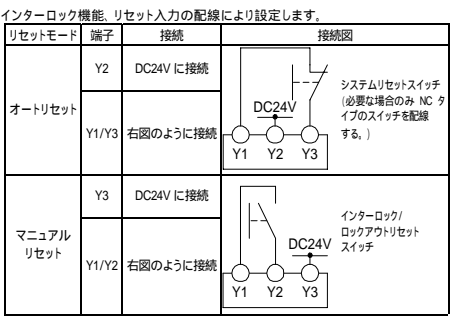 インターロック機能、リセット入力の配線により設定します。
リセットモード 端子 接続 接続図
オートリセット
Y2 DC24V に接続
Y1/Y3 右図のように接続
DC24V
Y1 Y2 Y3
システムリセットスイッチ
(必要な場合のみ NC タ
イプのスイッチを配線
する。)
マニュアル
リセット
Y3 DC24V に接続
Y1/Y2 右図のように接続
DC24V
Y1 Y2 Y3
インターロック/
ロックアウトリセット
スイッチ